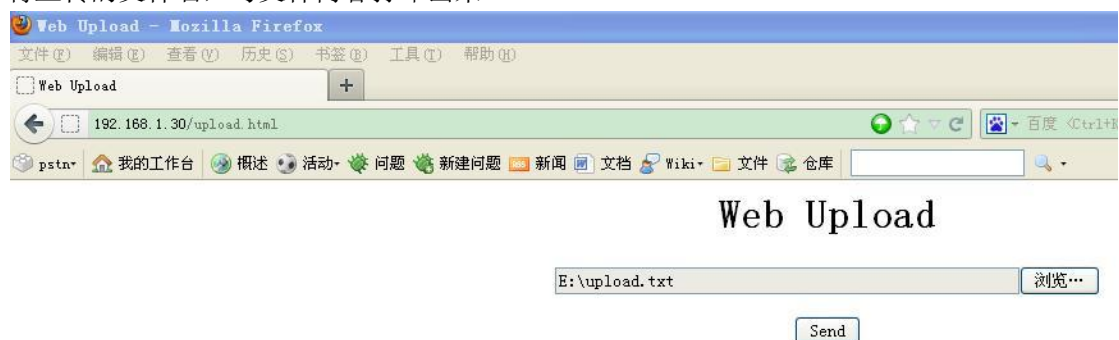 Web Upload - Mozilla Firefox
文件(F) 编辑(E) 查看(V) 历史(S) 书签(B) 工具(T) 帮助(H)
Web Upload +
192.168.1.30/upload.html 百度 <Ctrl+K
pstn 我的工作台 概述 活动 问题 新建问题 新闻 文档 Wiki 文件 仓库
Web Upload
E:\upload.txt 浏览…
Send